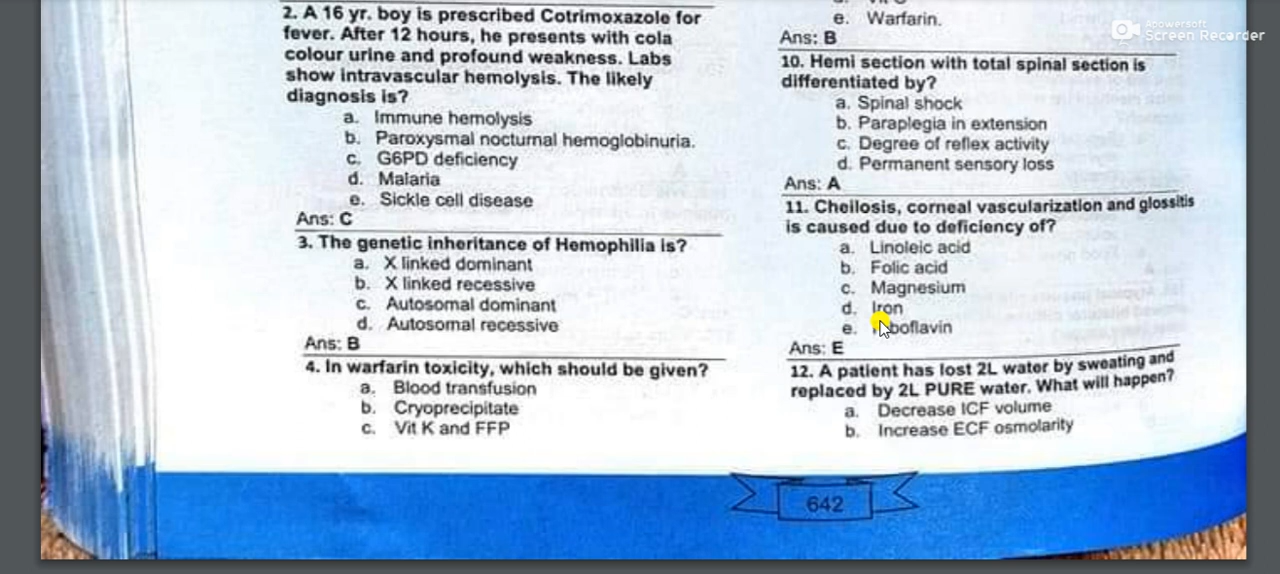 2. A 16 yr. boy is prescribed Cotrimoxazole for
fever. After 12 hours, he presents with cola
colour urine and profound weakness. Labs
show intravascular hemolysis. The likely
diagnosis is?
a. Immune hemolysis
b. Paroxysmal nocturnal hemoglobinuria.
c. G6PD deficiency
d. Malaria
e. Sickle cell disease
Ans: C
3. The genetic inheritance of Hemophilia is?
a. X linked dominant
b. X linked recessive
c. Autosomal dominant
d. Autosomal recessive
Ans: B
4. In warfarin toxicity, which should be given?
a. Blood transfusion
b. Cryoprecipitate
c. Vit K and FFP
e. Warfarin.
Ans: B
10. Hemi section with total spinal section is
differentiated by?
a. Spinal shock
b. Paraplegia in extension
c. Degree of reflex activity
d. Permanent sensory loss
Ans: A
11. Cheilosis, corneal vascularization and glossitis
is caused due to deficiency of?
a. Linoleic acid
b. Folic acid
c. Magnesium
d. Iron
e.
Ans: E
12. A patient has lost 2L water by sweating and
replaced by 2L PURE water. What will happen?
a. Decrease ICF volume
b. Increase ECF osmolarity
642
Apowersoft
Screen Recorder